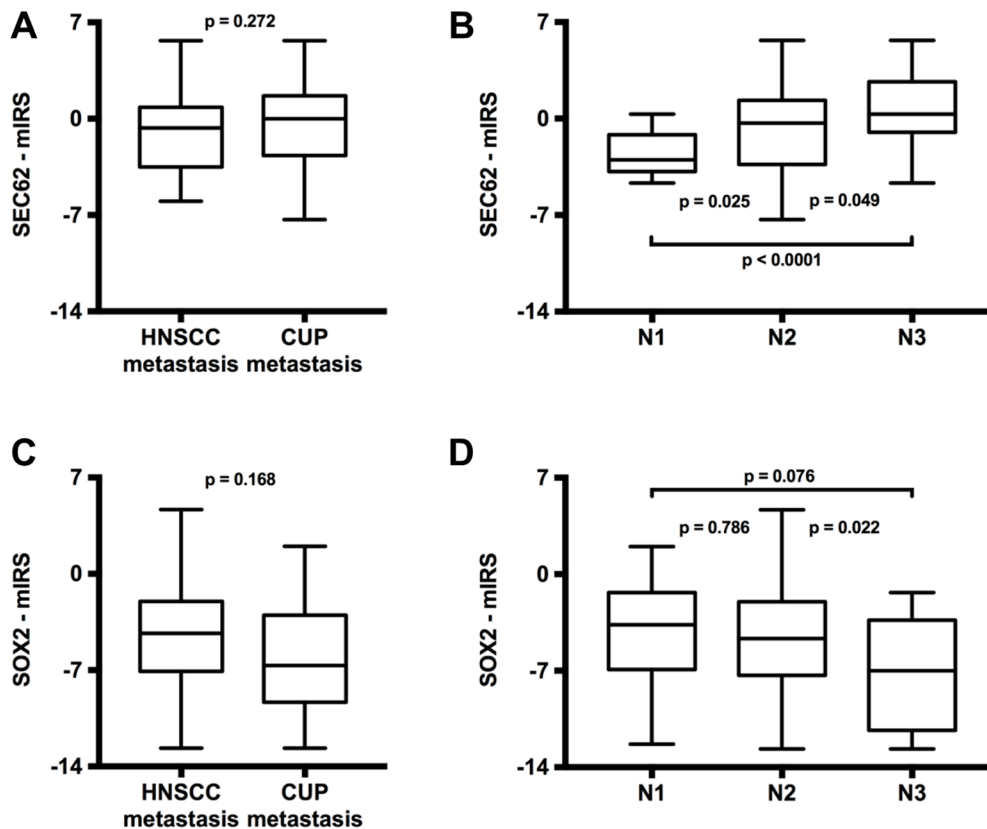 A
p = 0.272
SEC62 - mIRS
7
0
-7
-14
HNSCC
metastasis
CUP
metastasis
B
SEC62 - mIRS
7
0
-7
-14
p = 0.025
p = 0.049
p < 0.0001
N1
N2
N3
C
p = 0.168
SOX2 - mIRS
7
0
-7
-14
HNSCC
metastasis
CUP
metastasis
D
SOX2 - mIRS
7
0
-7
-14
p = 0.076
p = 0.786
p = 0.022
N1
N2
N3